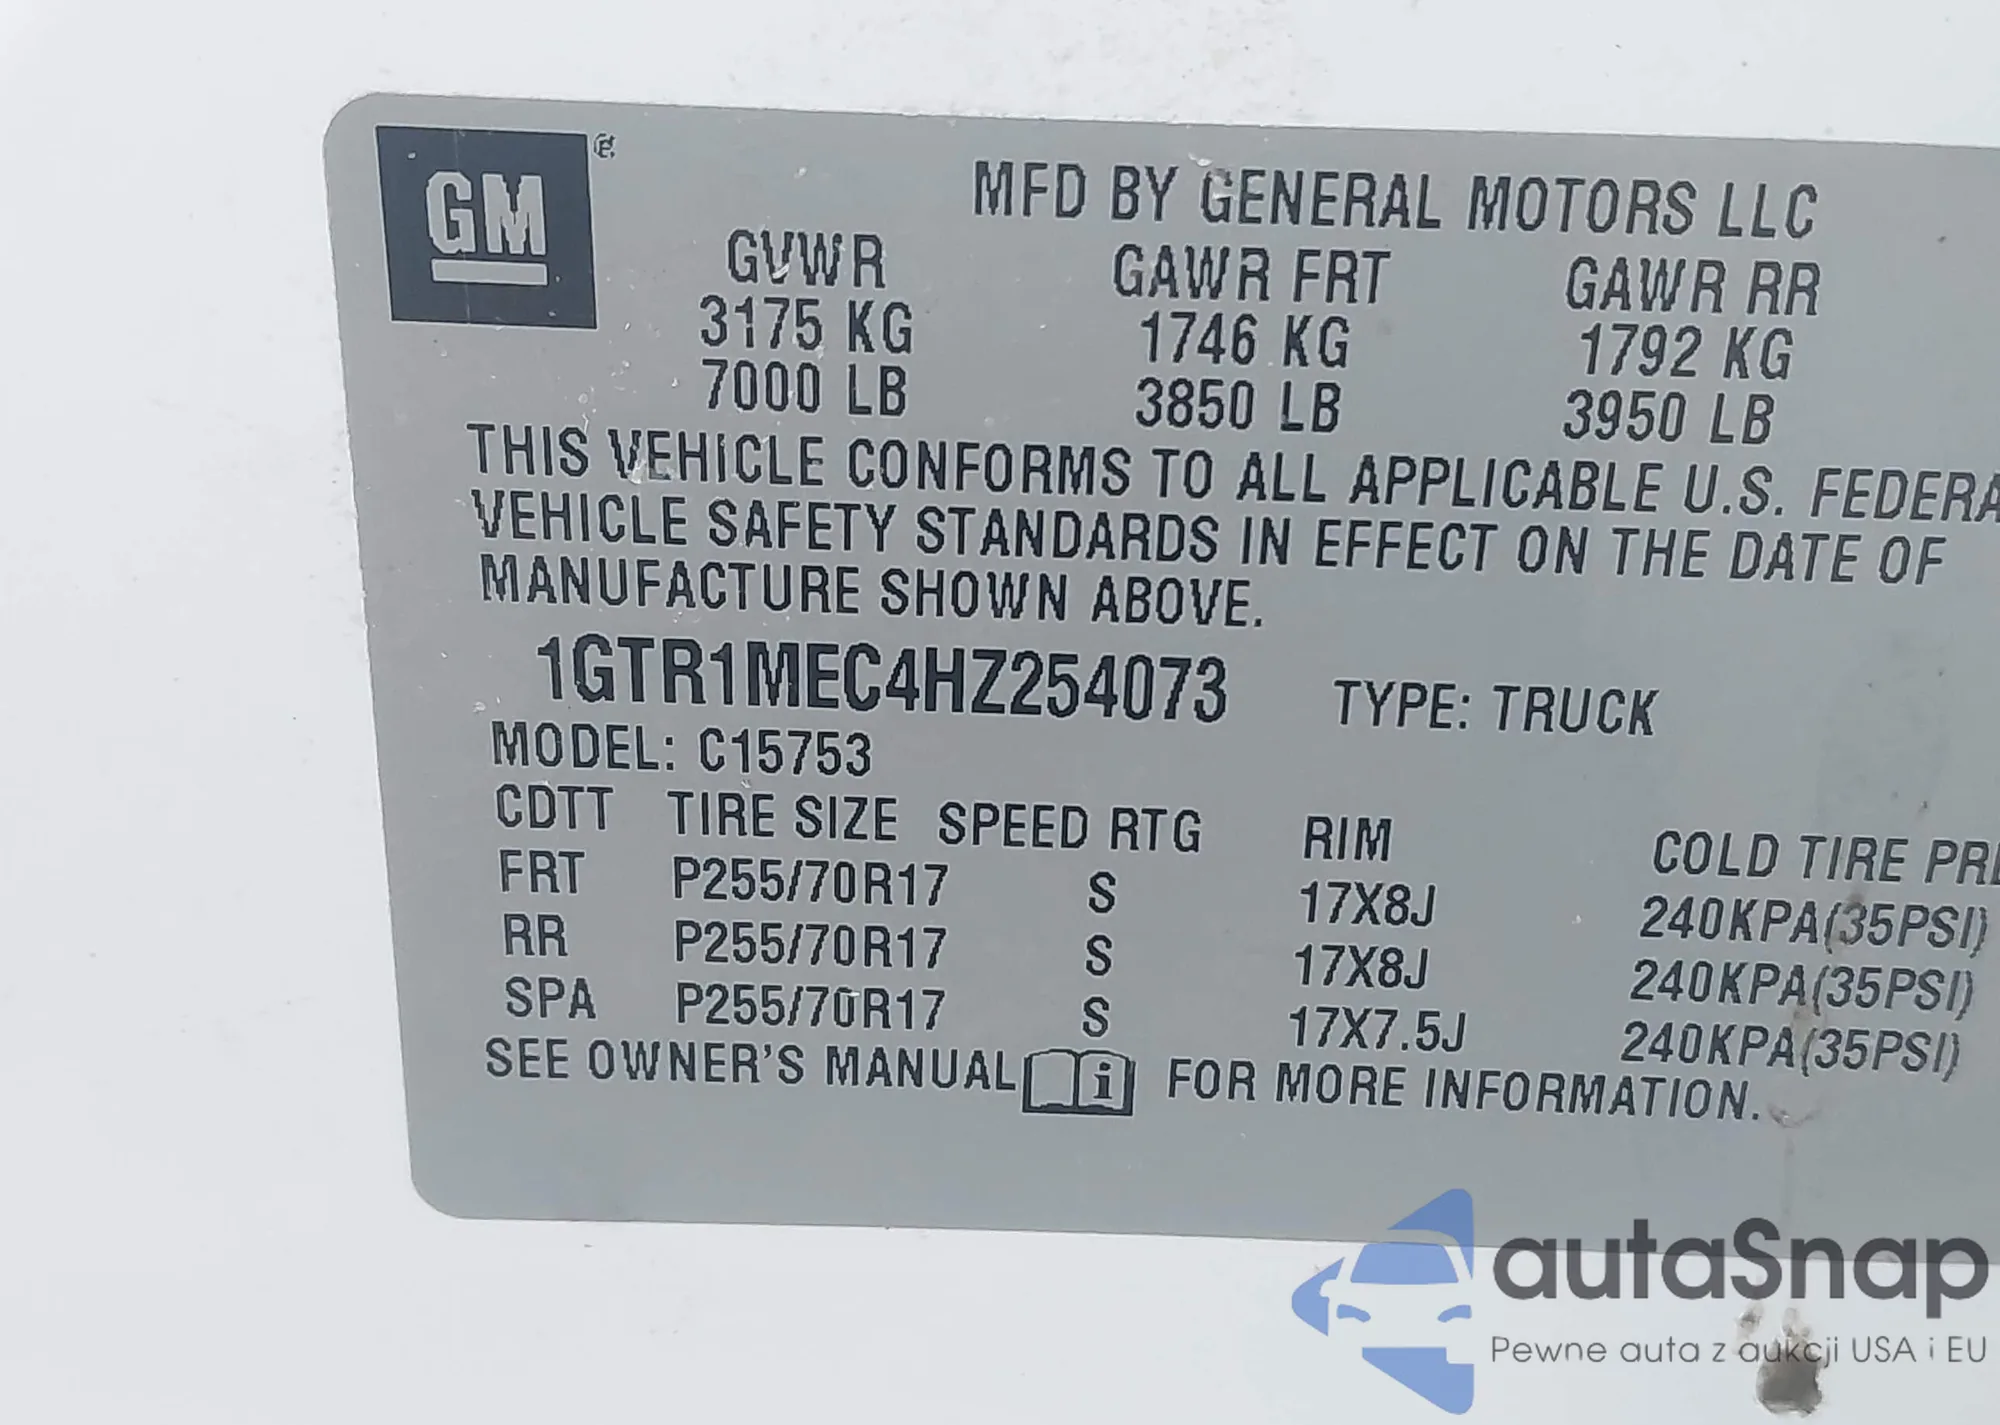 GM
MFD BY GENERAL MOTORS LLC
GVWR GAWR FRT GAWR RR
3175 KG 1746 KG 1792 KG
7000 LB 3850 LB 3950 LB
THIS VEHICLE CONFORMS TO ALL APPLICABLE U.S. FEDERA
VEHICLE SAFETY STANDARDS IN EFFECT ON THE DATE OF
MANUFACTURE SHOWN ABOVE.
1GTR1MEC4HZ254073 TYPE: TRUCK
MODEL: C15753
CDTT TIRE SIZE SPEED RTG RIM COLD TIRE PRE
FRT P255/70R17 S 17X8J 240KPA(35PSI)
RR P255/70R17 S 17X8J 240KPA(35PSI)
SPA P255/70R17 S 17X7.5J 240KPA(35PSI)
SEE OWNER'S MANUAL i FOR MORE INFORMATION.
autaSnap
Pewne auta z aukcji USA i EU